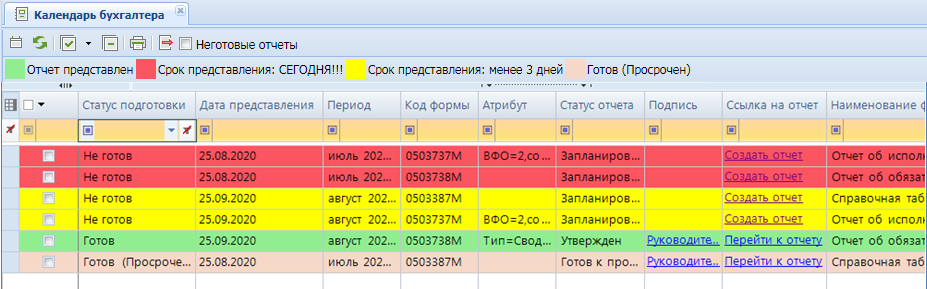 Календарь бухгалтера
Неготовые отчеты
Отчет представлен Срок представления: СЕГОДНЯ!!! Срок представления: менее 3 дней Готов (Просрочен)
Статус подготовки Дата представления Период Код формы Атрибут Статус отчета Подпись Ссылка на отчет Наименование ф
Не готов 25.08.2020 июль 202... 0503737М ВФО=2,со ... Запланиров... Создать отчет Отчет об испол
Не готов 25.08.2020 июль 202... 0503738М Запланиров... Создать отчет Отчет об обязат
Не готов 25.09.2020 август 202... 0503387М Запланиров... Создать отчет Справочная таб
Не готов 25.09.2020 август 202... 0503737М ВФО=2,со ... Запланиров... Создать отчет Отчет об испол
Готов 25.09.2020 август 202... 0503738М Тип=Свод... Утвержден Руководите... Перейти к отчету Отчет об обязат
Готов (Просроче... 25.08.2020 июль 202... 0503387М Готов к про... Руководите... Перейти к отчету Справочная таб